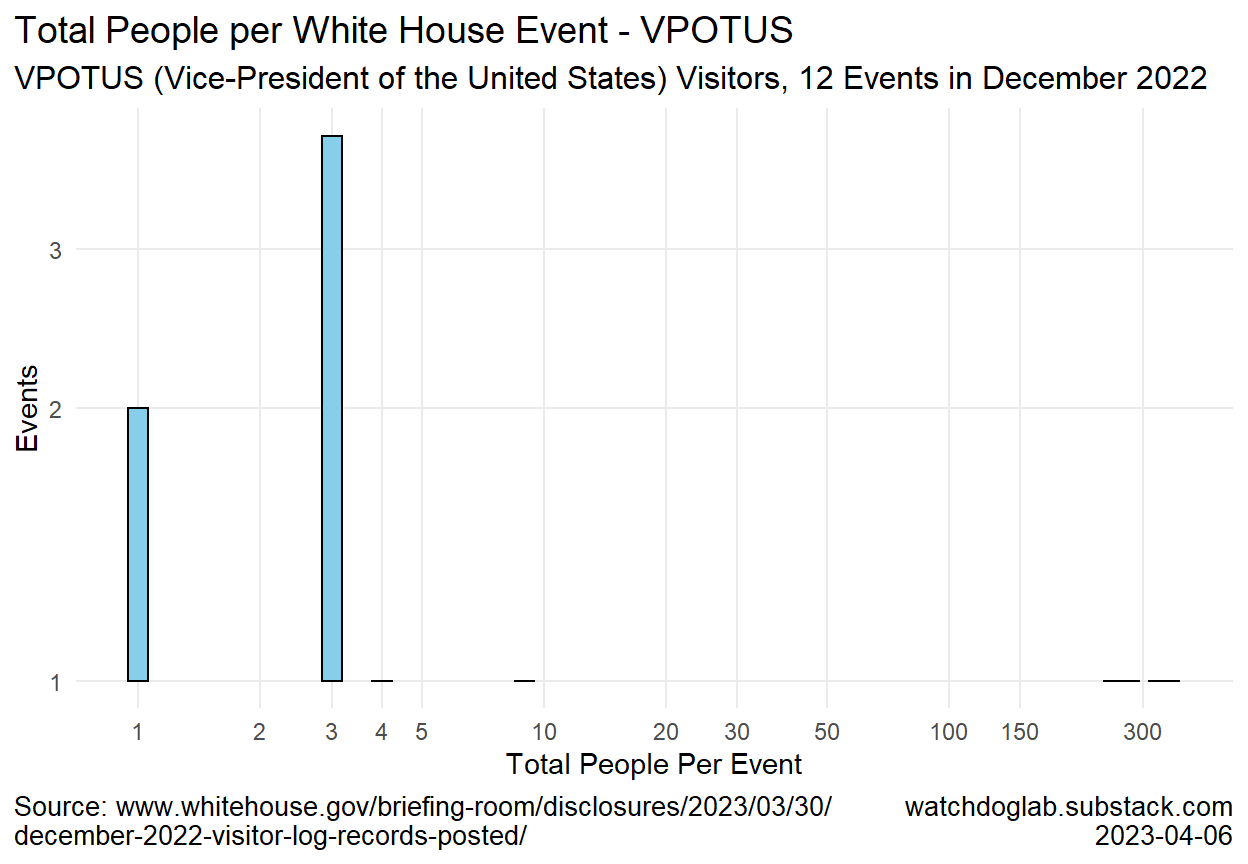 Total People per White House Event - VPOTUS
VPOTUS (Vice-President of the United States) Visitors, 12 Events in December 2022
3
2
1
Events
1 2 3 4 5 10 20 30 50 100 150 300
Total People Per Event
Source: www.whitehouse.gov/briefing-room/disclosures/2023/03/30/
december-2022-visitor-log-records-posted/
watchdoglab.substack.com
2023-04-06